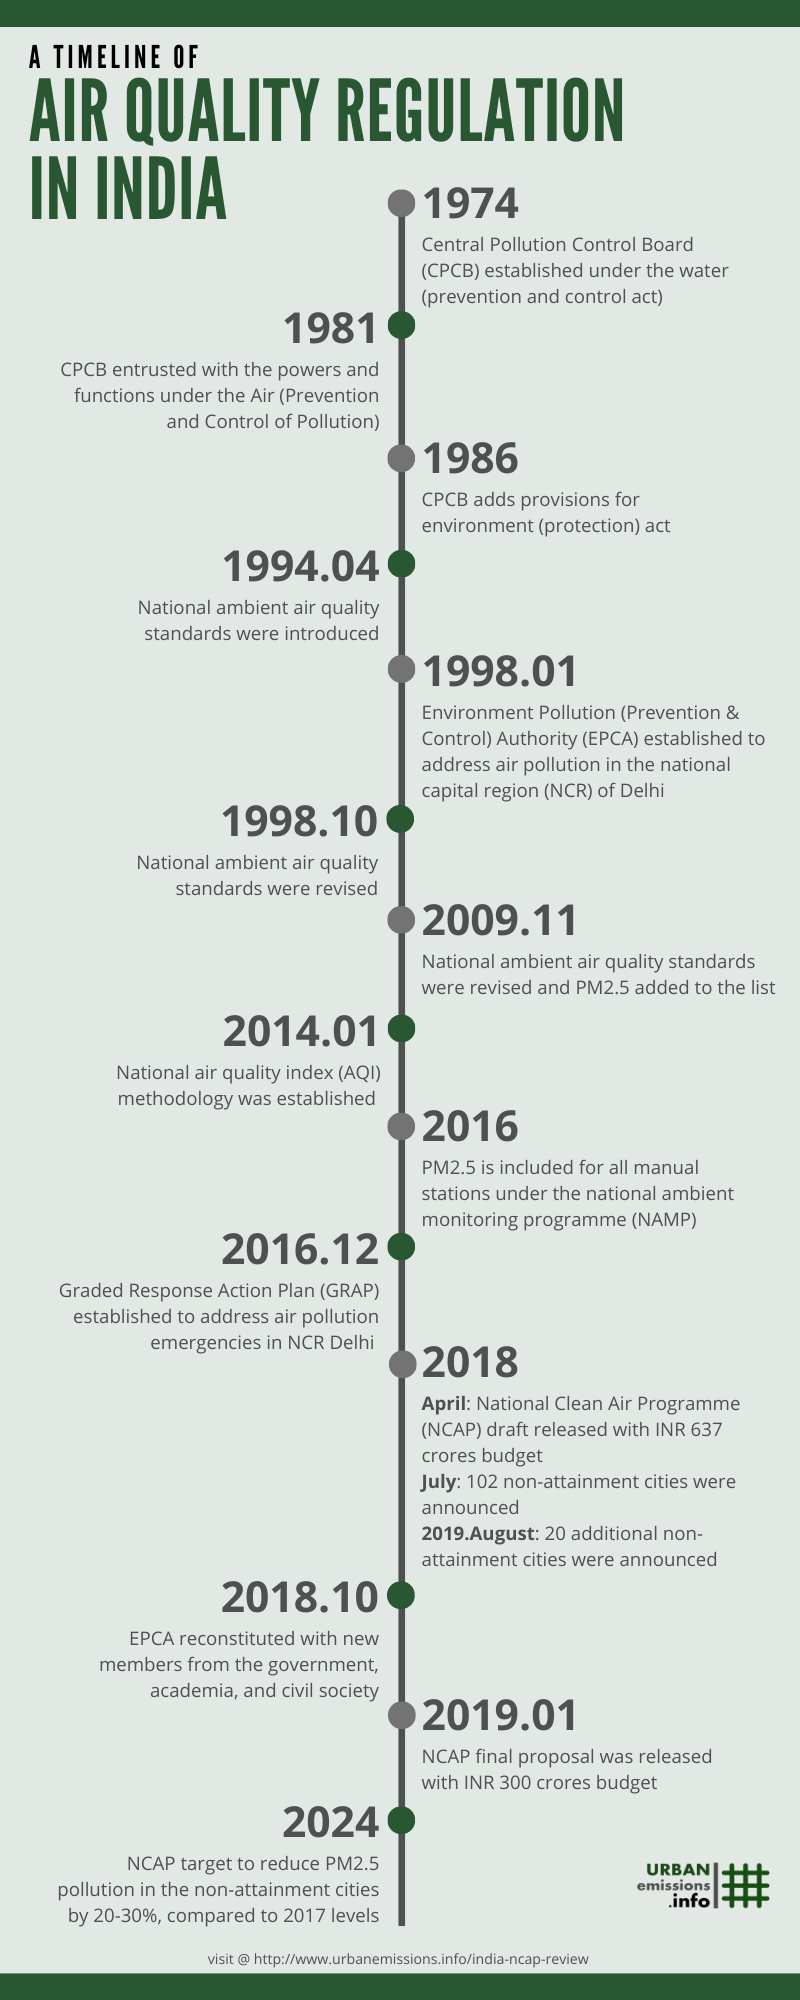 A TIMELINE OF
AIR QUALITY REGULATION
IN INDIA
1974
Central Pollution Control Board
(CPCB) established under the water
(prevention and control act)
1981
CPCB entrusted with the powers and
functions under the Air (Prevention
and Control of Pollution)
1986
CPCB adds provisions for
environment (protection) act
1994.04
National ambient air quality
standards were introduced
1998.01
Environment Pollution (Prevention &
Control) Authority (EPCA) established to
address air pollution in the national
capital region (NCR) of Delhi
1998.10
National ambient air quality
standards were revised
2009.11
National ambient air quality standards
were revised and PM2.5 added to the list
2014.01
National air quality index (AQI)
methodology was established
2016
PM2.5 is included for all manual
stations under the national ambient
monitoring programme (NAMP)
2016.12
Graded Response Action Plan (GRAP)
established to address air pollution
emergencies in NCR Delhi
2018
April: National Clean Air Programme
(NCAP) draft released with INR 637
crores budget
July: 102 non-attainment cities were
announced
2019.August: 20 additional non-
attainment cities were announced
2018.10
EPCA reconstituted with new
members from the government,
academia, and civil society
2019.01
NCAP final proposal was released
with INR 300 crores budget
2024
NCAP target to reduce PM2.5
pollution in the non-attainment cities
by 20-30%, compared to 2017 levels
URBAN
emissions
.info
visit @ http://www.urbanemissions.info/india-ncap-review